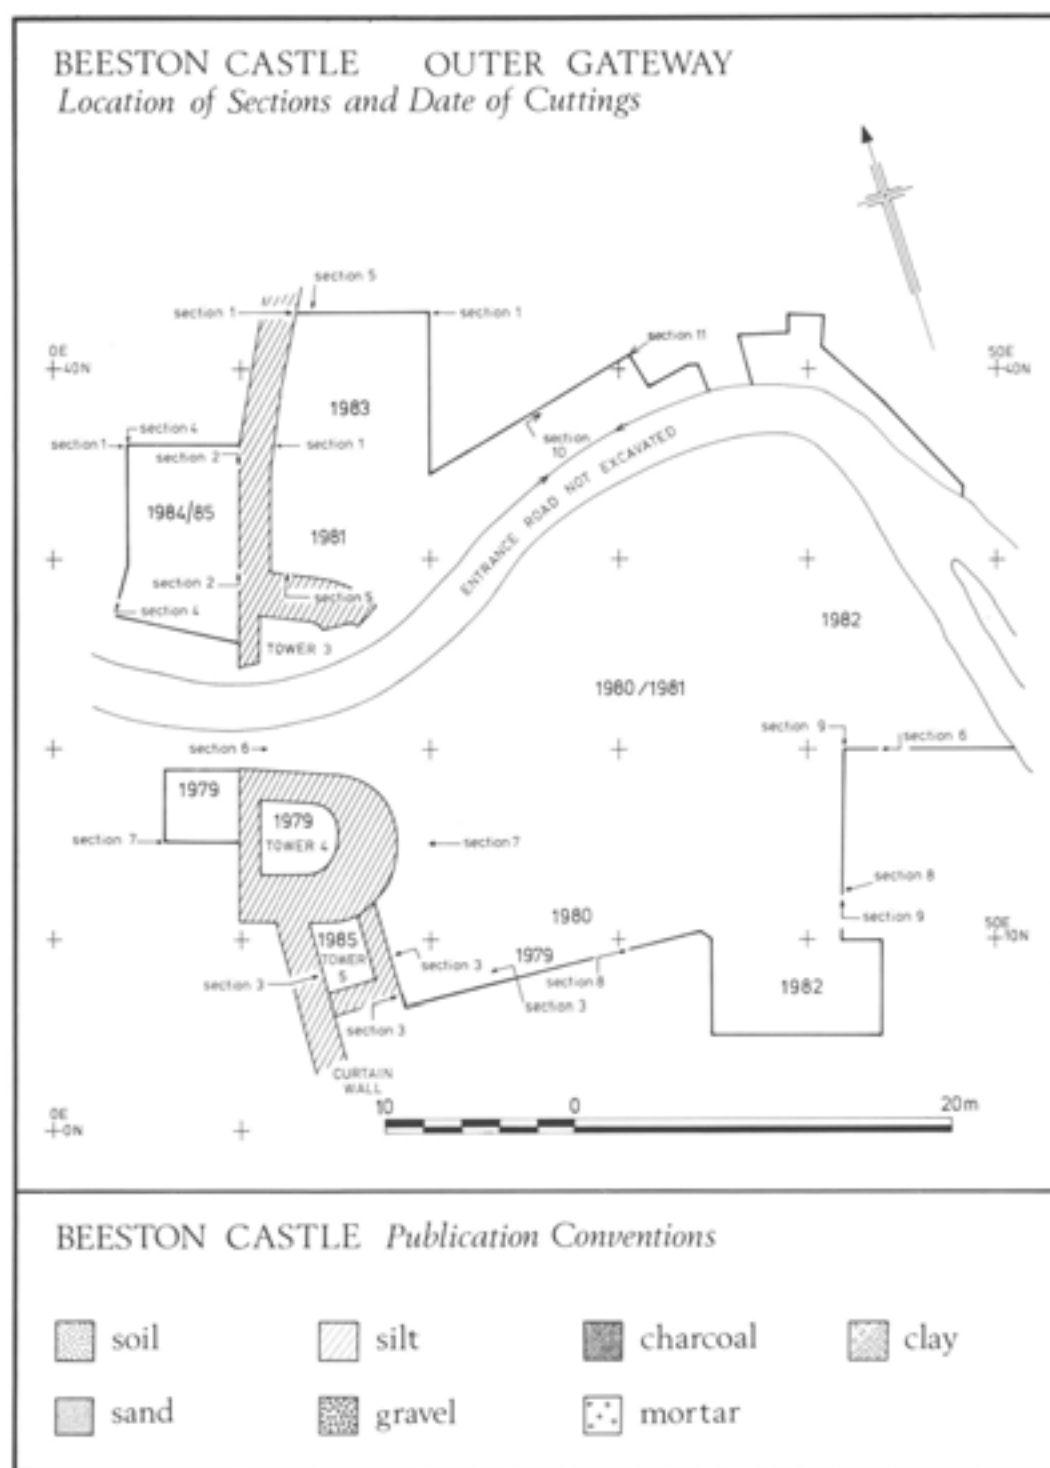 BEESTON CASTLE OUTER GATEWAY
Location of Sections and Date of Cuttings
section 5
section 1
section 1
section 11
0E
40N
50E
40N
1983
section 4
section 1
section 1
section 2
section 10
ENTRANCE ROAD NOT EXCAVATED
1984/85
1981
section 2
section 5
section 4
TOWER 3
1982
1980/1981
section 9
section 6
section 6
1979
1979
TOWER 4
section 7
section 7
section 8
section 9
1980
1985
TOWER 5
1979
50E
10N
section 3
section 3
section 8
section 3
1982
section 3
CURTAIN WALL
0E
0N
10 0 20m
BEESTON CASTLE Publication Conventions
soil silt charcoal clay
sand gravel mortar